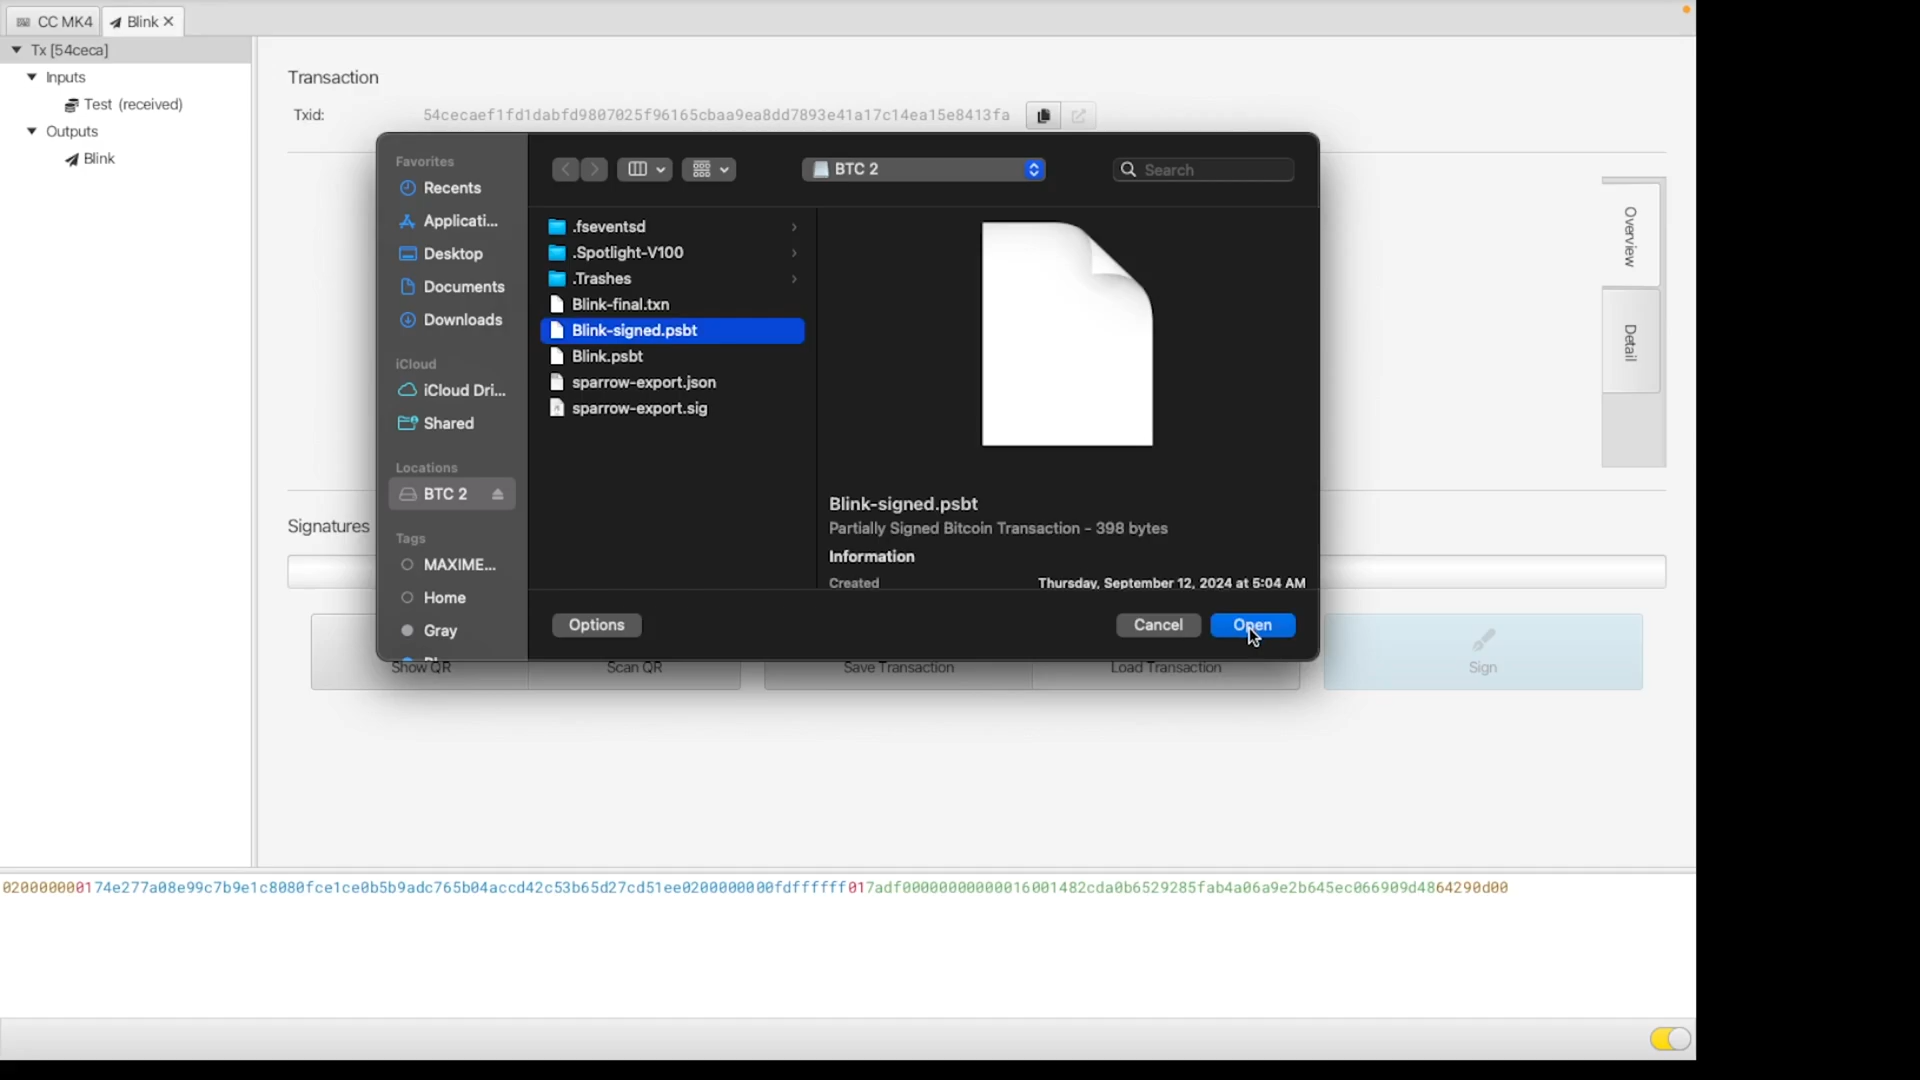 CC MK4
Blink
Tx [54ceca]
Inputs
Test (received)
Outputs
Blink
Transaction
Txid:
54cecaef1fd1dabfd9807025f96165cbaa9ea8dd7893e41a17c14ea15e8413fa
Favorites
Recents
Applicati...
Desktop
Documents
Downloads
iCloud
iCloud Dri...
Shared
Locations
BTC 2
Tags
MAXIME...
Home
Gray
BTC 2
Search
.fseventsd
.Spotlight-V100
.Trashes
Blink-final.txn
Blink-signed.psbt
Blink.psbt
sparrow-export.json
sparrow-export.sig
Blink-signed.psbt
Partially Signed Bitcoin Transaction - 398 bytes
Information
Created
Thursday, September 12, 2024 at 5:04 AM
Options
Cancel
Open
Overview
Detail
Signatures
Show QR
Scan QR
Save Transaction
Load Transaction
Sign
020000000174e277a08e99c7b9e1c8080fce1ce0b5b9adc765b04accd42c53b65d27cd51ee0200000000fdffffff017adf00000000000016001482cda0b6529285fab4a06a9e2b645ec066909d4864290d00